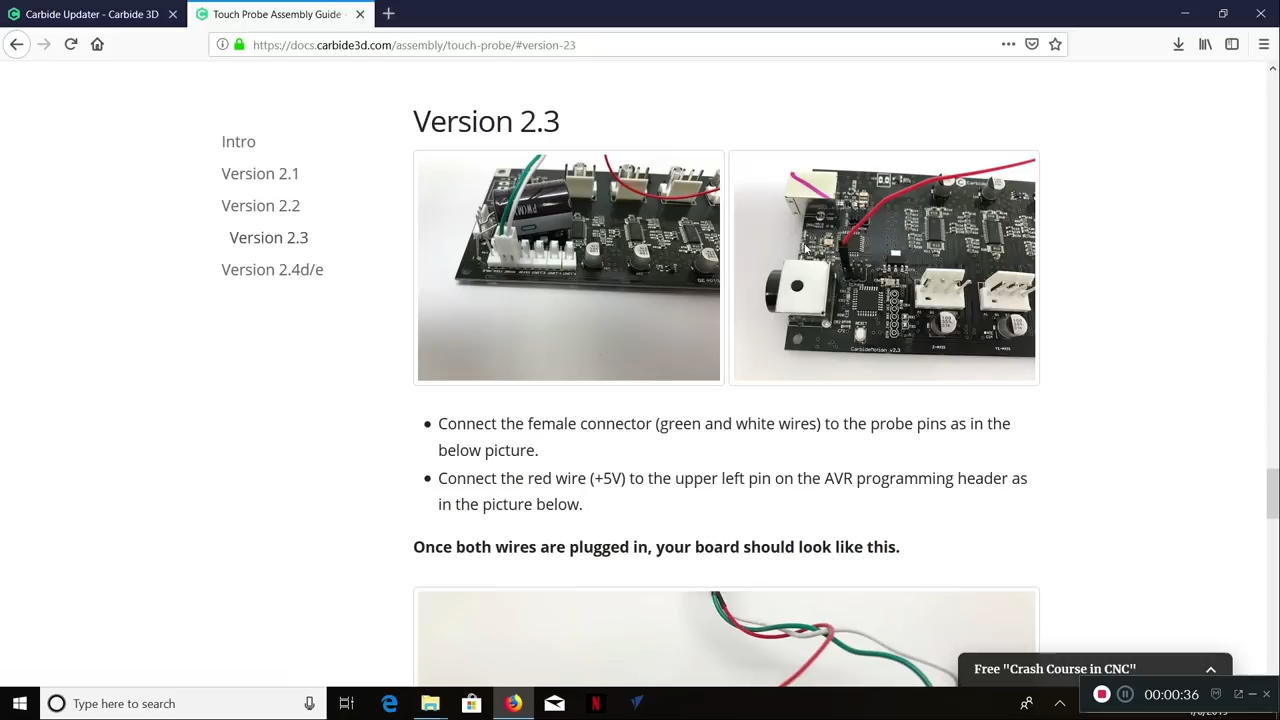 Carbide Updater - Carbide 3D
Touch Probe Assembly Guide -
https://docs.carbide3d.com/assembly/touch-probe/#version-23
Version 2.3
Intro
Version 2.1
Version 2.2
Version 2.3
Version 2.4d/e
CarbideMotion v2.3
• Connect the female connector (green and white wires) to the probe pins as in the
below picture.
• Connect the red wire (+5V) to the upper left pin on the AVR programming header as
in the picture below.
Once both wires are plugged in, your board should look like this.
Free "Crash Course in CNC"
Type here to search
00:00:36